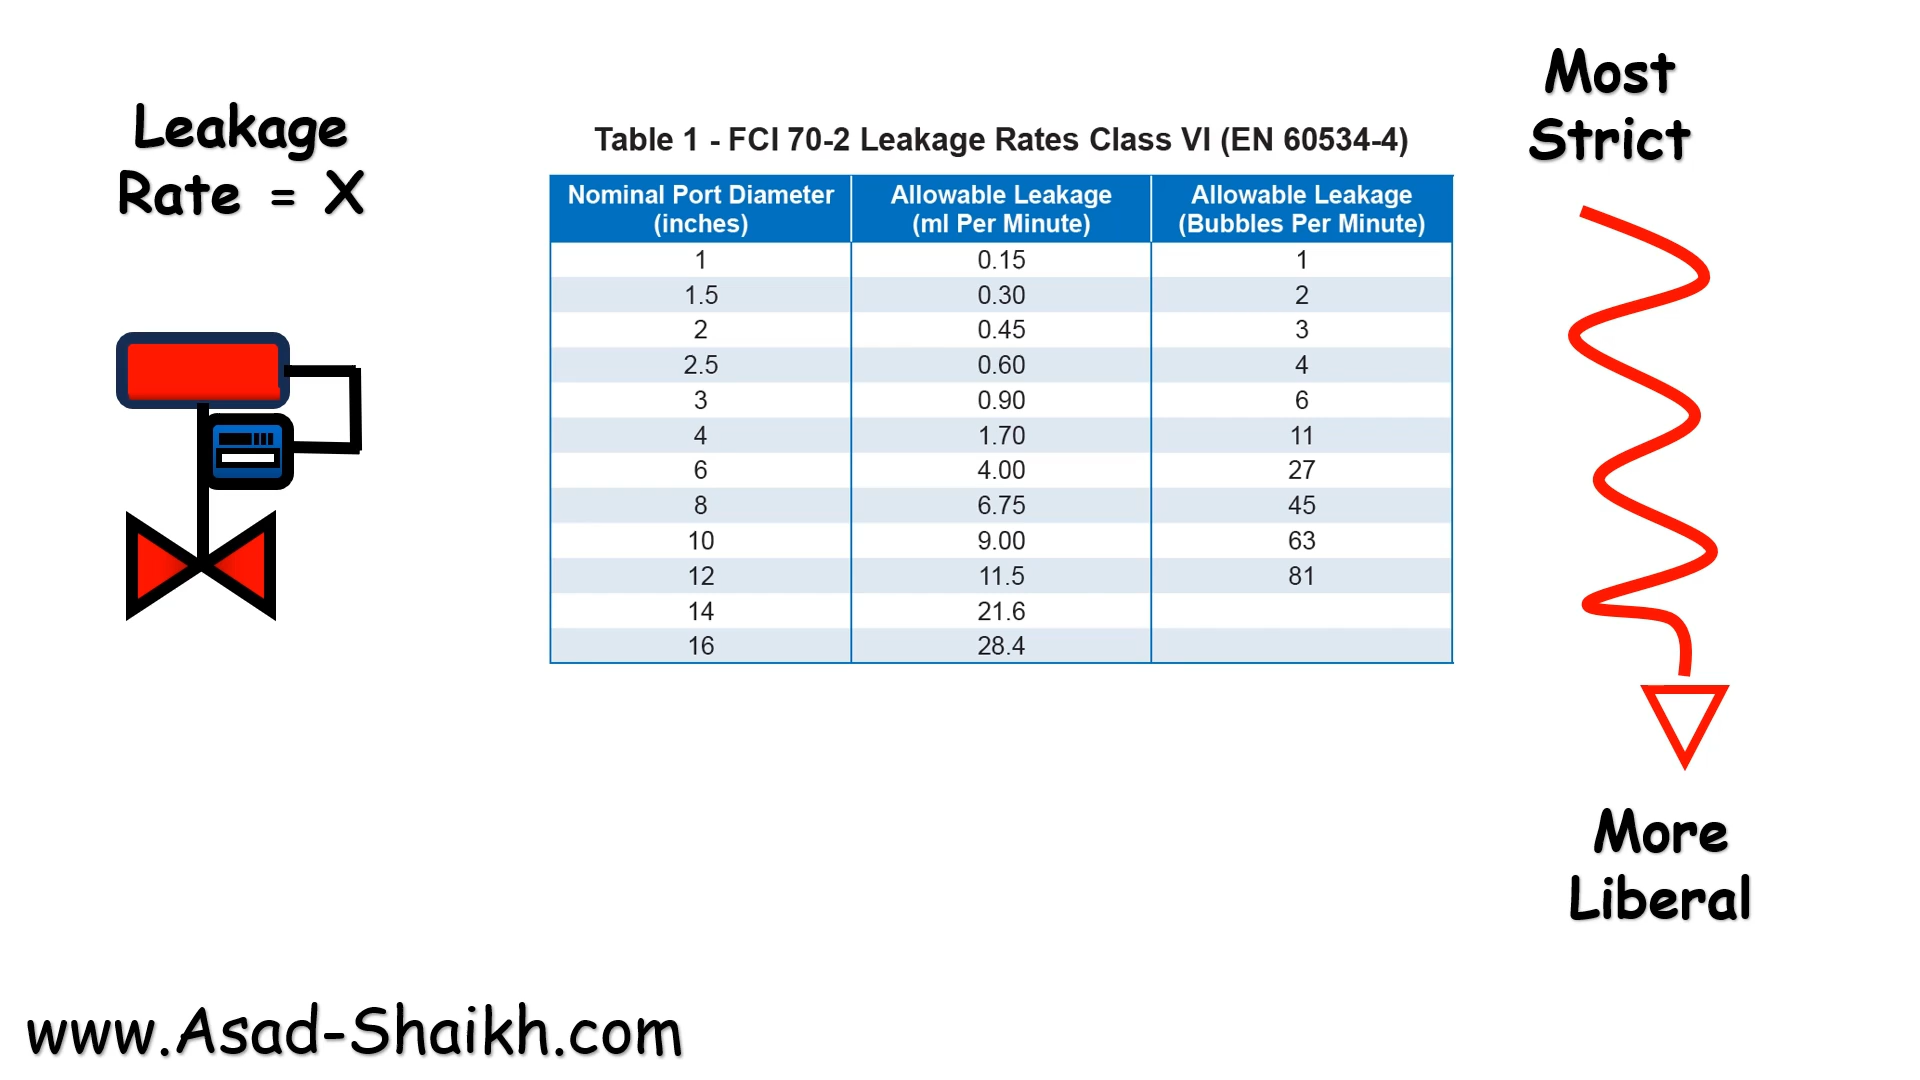 Leakage
Rate = X
Table 1 - FCI 70-2 Leakage Rates Class VI (EN 60534-4)
Nominal Port Diameter (inches) Allowable Leakage (ml Per Minute) Allowable Leakage (Bubbles Per Minute)
1 0.15 1
1.5 0.30 2
2 0.45 3
2.5 0.60 4
3 0.90 6
4 1.70 11
6 4.00 27
8 6.75 45
10 9.00 63
12 11.5 81
14 21.6
16 28.4
Most
Strict
More
Liberal
www.Asad-Shaikh.com